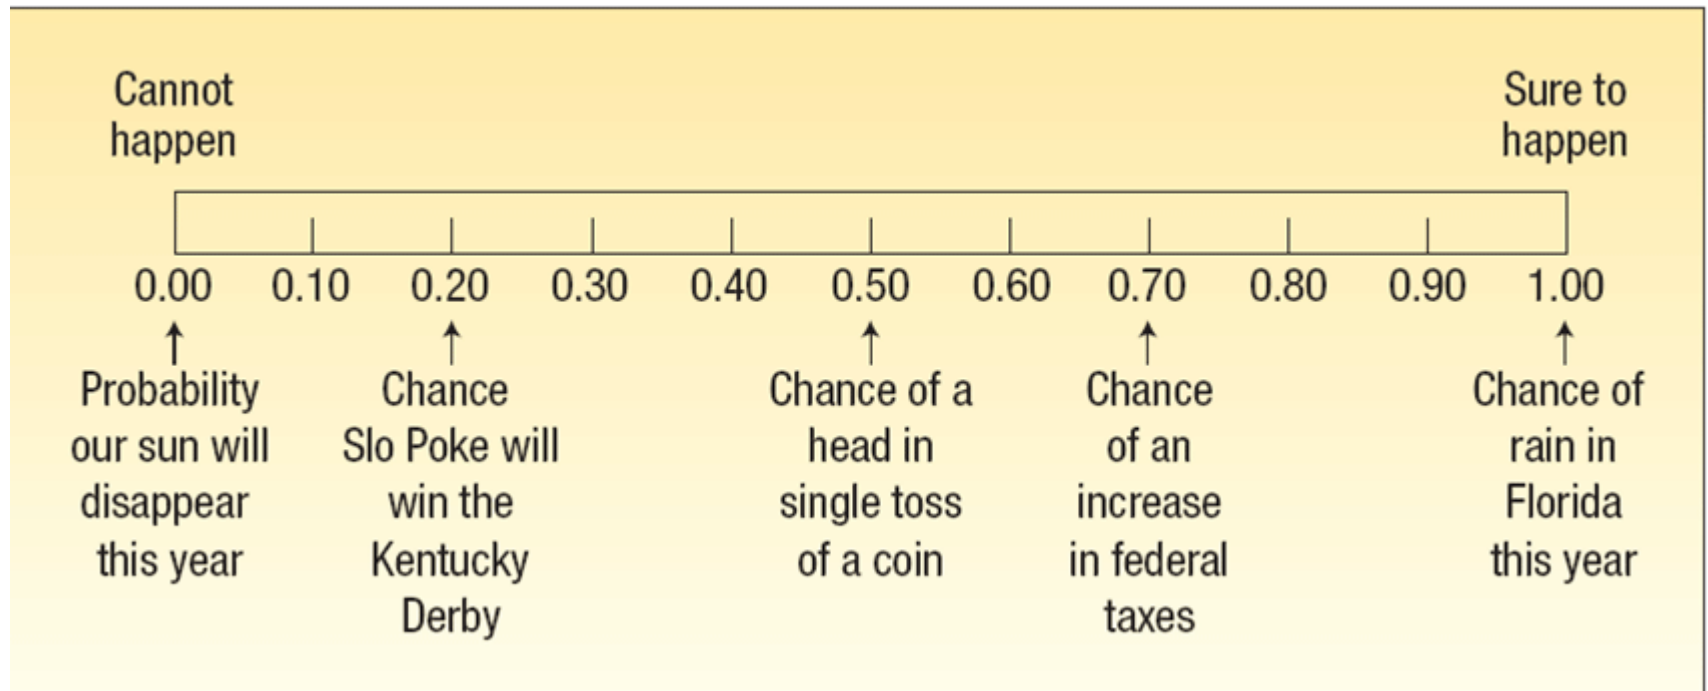 Cannot
happen
Sure to
happen
0.00 0.10 0.20 0.30 0.40 0.50 0.60 0.70 0.80 0.90 1.00
Probability
our sun will
disappear
this year
Chance
Slo Poke will
win the
Kentucky
Derby
Chance of a
head in
single toss
of a coin
Chance
of an
increase
in federal
taxes
Chance of
rain in
Florida
this year